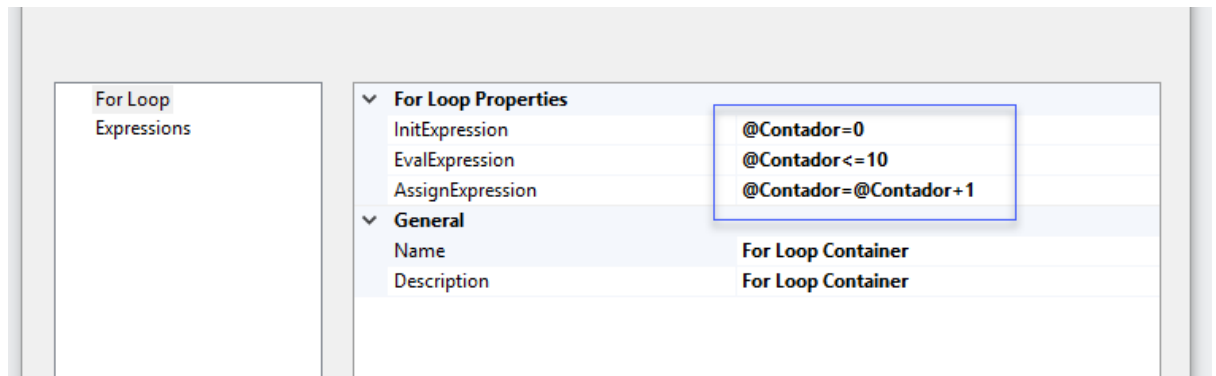 For Loop
Expressions
For Loop Properties
InitExpression @Contador=0
EvalExpression @Contador<=10
AssignExpression @Contador=@Contador+1
General
Name For Loop Container
Description For Loop Container